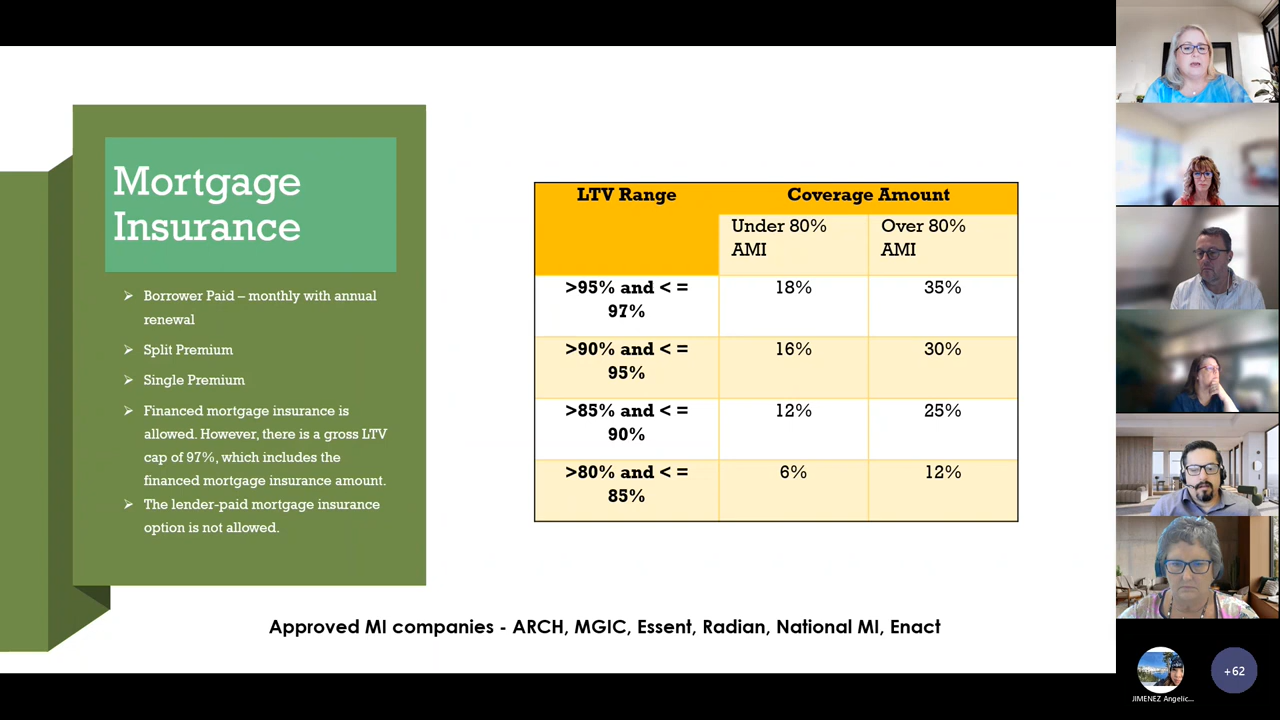 Mortgage
Insurance
➢ Borrower Paid – monthly with annual
renewal
➢ Split Premium
➢ Single Premium
➢ Financed mortgage insurance is
allowed. However, there is a gross LTV
cap of 97%, which includes the
financed mortgage insurance amount.
➢ The lender-paid mortgage insurance
option is not allowed.
LTV Range Coverage Amount
Under 80% Over 80%
AMI AMI
>95% and < = 18% 35%
97%
>90% and < = 16% 30%
95%
>85% and < = 12% 25%
90%
>80% and < = 6% 12%
85%
Approved MI companies - ARCH, MGIC, Essent, Radian, National MI, Enact
JIMENEZ Angelic...
+62